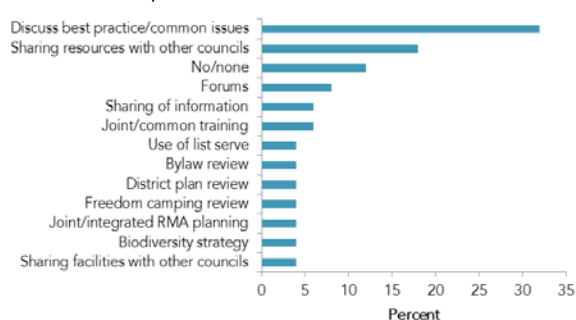 Discuss best practice/common issues
Sharing resources with other councils
No/none
Forums
Sharing of information
Joint/common training
Use of list serve
Bylaw review
District plan review
Freedom camping review
Joint/integrated RMA planning
Biodiversity strategy
Sharing facilities with other councils
0 5 10 15 20 25 30 35
Percent